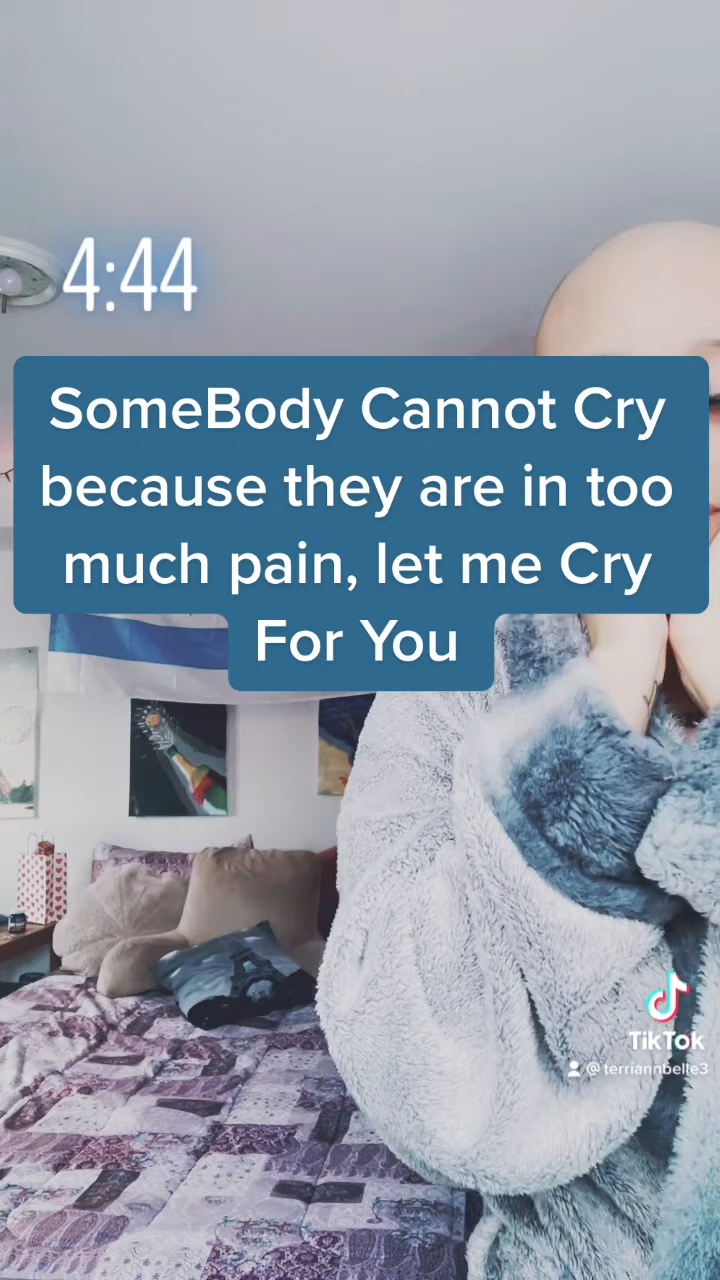 4:44
SomeBody Cannot Cry
because they are in too
much pain, let me Cry
For You
TikTok
@terriannbelle3